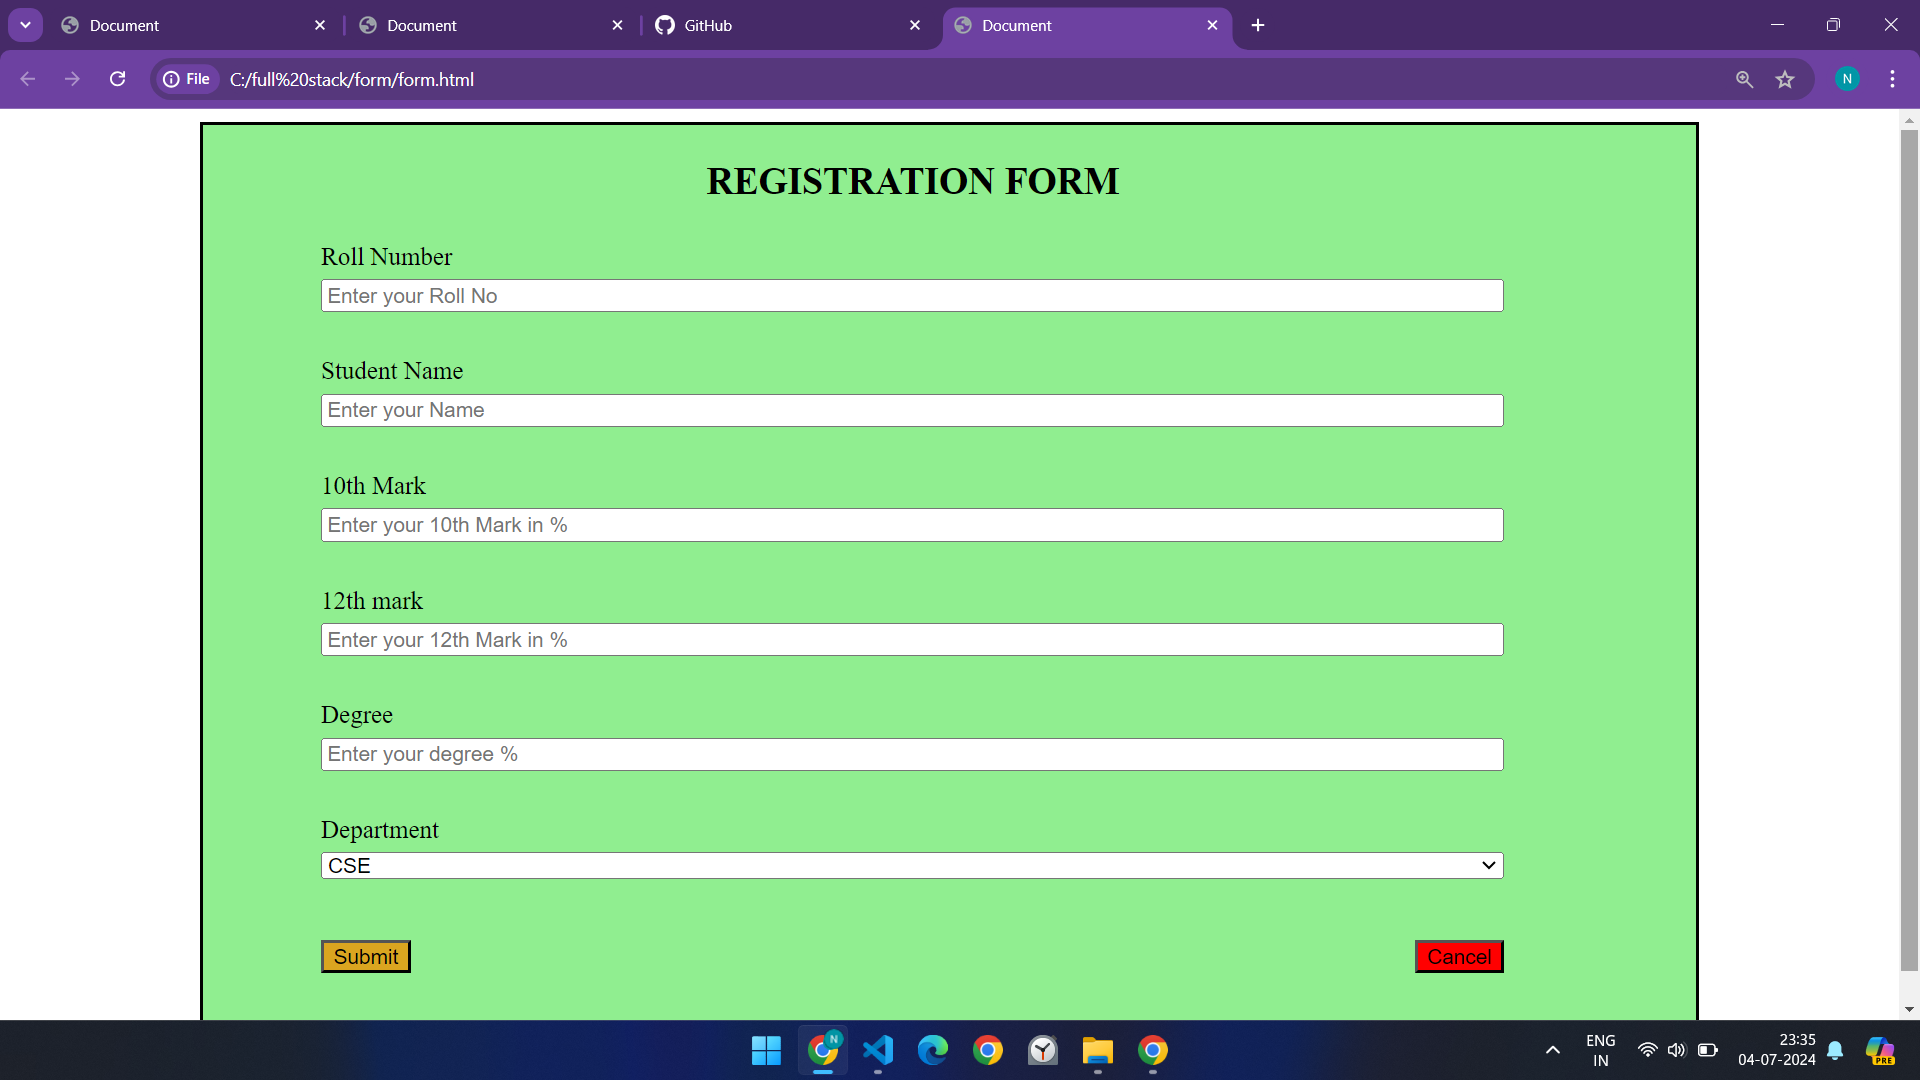 Document
Document
GitHub
Document
File
C:/full%20stack/form/form.html
N
REGISTRATION FORM
Roll Number
Enter your Roll No
Student Name
Enter your Name
10th Mark
Enter your 10th Mark in %
12th mark
Enter your 12th Mark in %
Degree
Enter your degree %
Department
CSE
Submit
Cancel
N
ENG
IN
23:35
04-07-2024
PRE